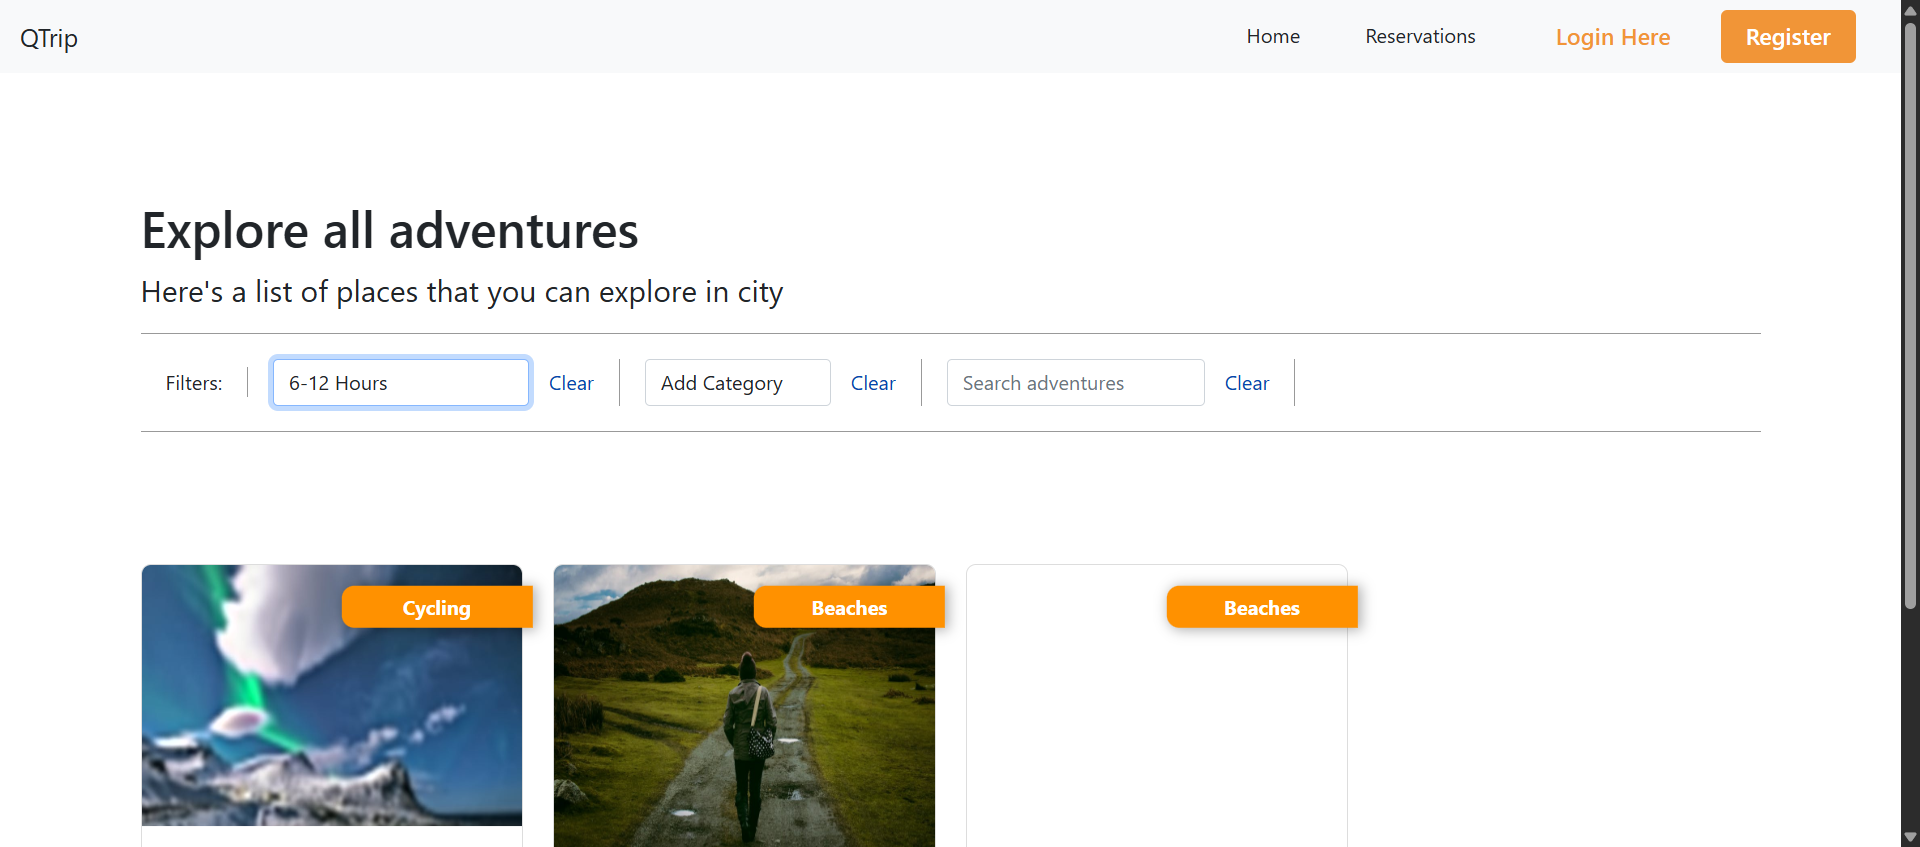 QTrip
Home
Reservations
Login Here
Register
Explore all adventures
Here's a list of places that you can explore in city
Filters:
6-12 Hours
Clear
Add Category
Clear
Search adventures
Clear
Cycling
Beaches
Beaches